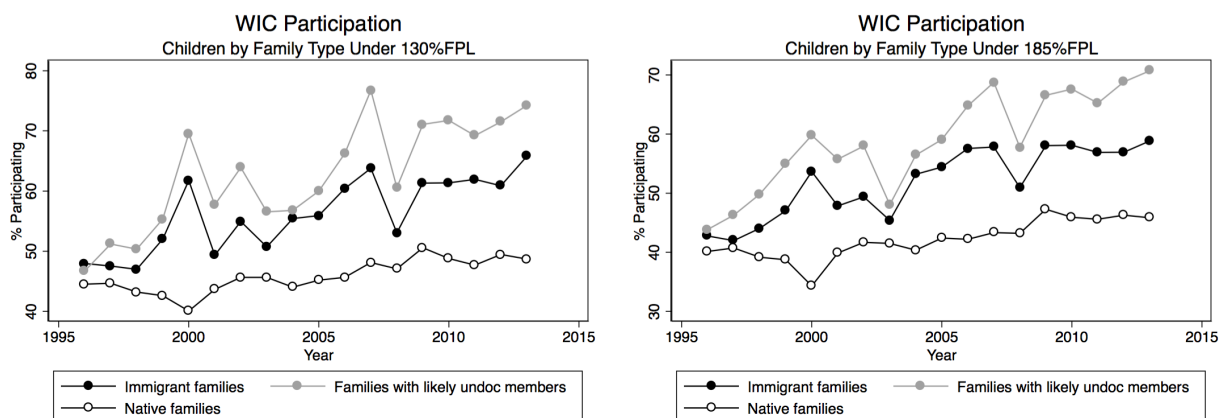 WIC Participation
Children by Family Type Under 130%FPL
% Participating
80
70
60
50
40
1995
2000
2005
2010
2015
Year
Immigrant families
Families with likely undoc members
Native families
WIC Participation
Children by Family Type Under 185%FPL
% Participating
70
60
50
40
30
1995
2000
2005
2010
2015
Year
Immigrant families
Families with likely undoc members
Native families